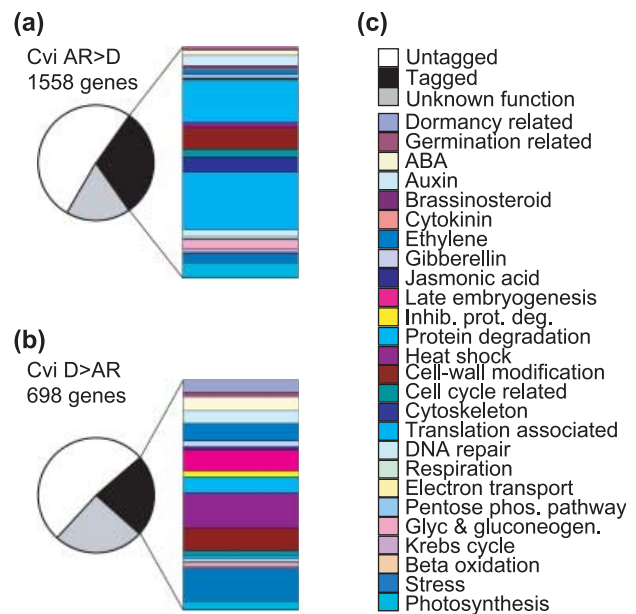 (a)
Cvi AR>D
1558 genes
(b)
Cvi D>AR
698 genes
(c)
Untagged
Tagged
Unknown function
Dormancy related
Germination related
ABA
Auxin
Brassinosteroid
Cytokinin
Ethylene
Gibberellin
Jasmonic acid
Late embryogenesis
Inhib. prot. deg.
Protein degradation
Heat shock
Cell-wall modification
Cell cycle related
Cytoskeleton
Translation associated
DNA repair
Respiration
Electron transport
Pentose phos. pathway
Glyc & gluconeogen.
Krebs cycle
Beta oxidation
Stress
Photosynthesis